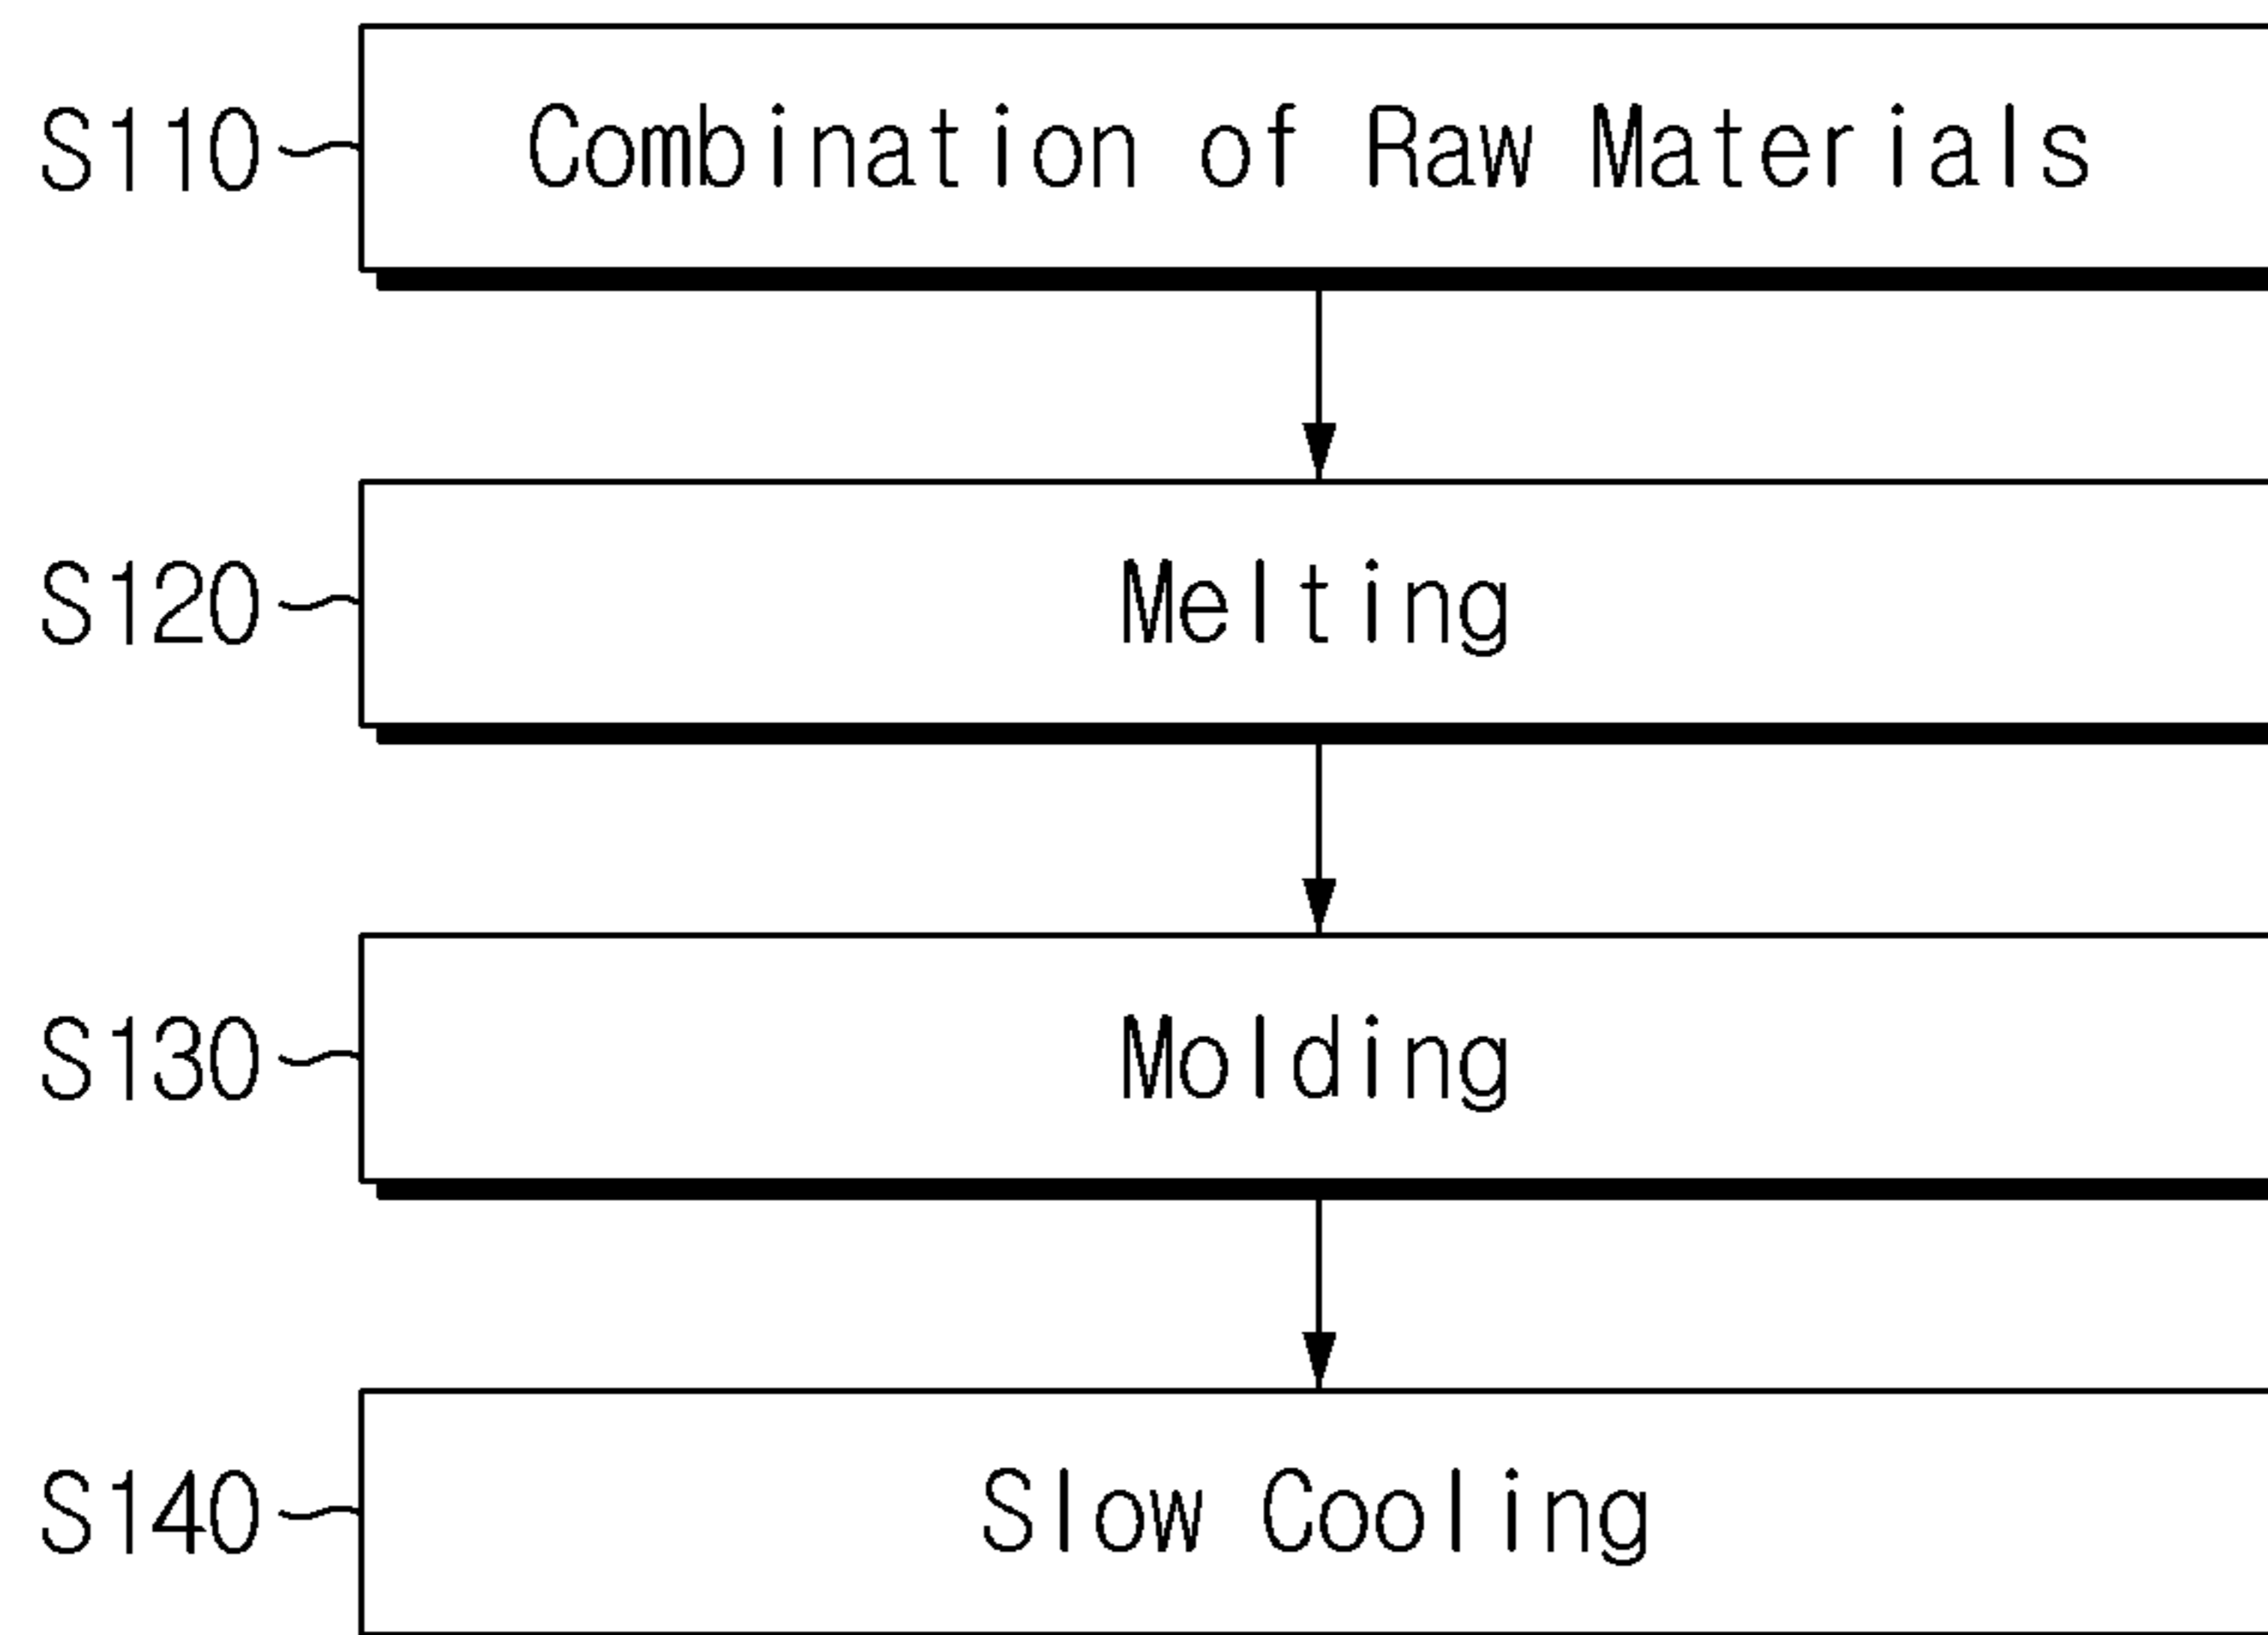 S110 Combination of Raw Materials
S120 Melting
S130 Molding
S140 Slow Cooling